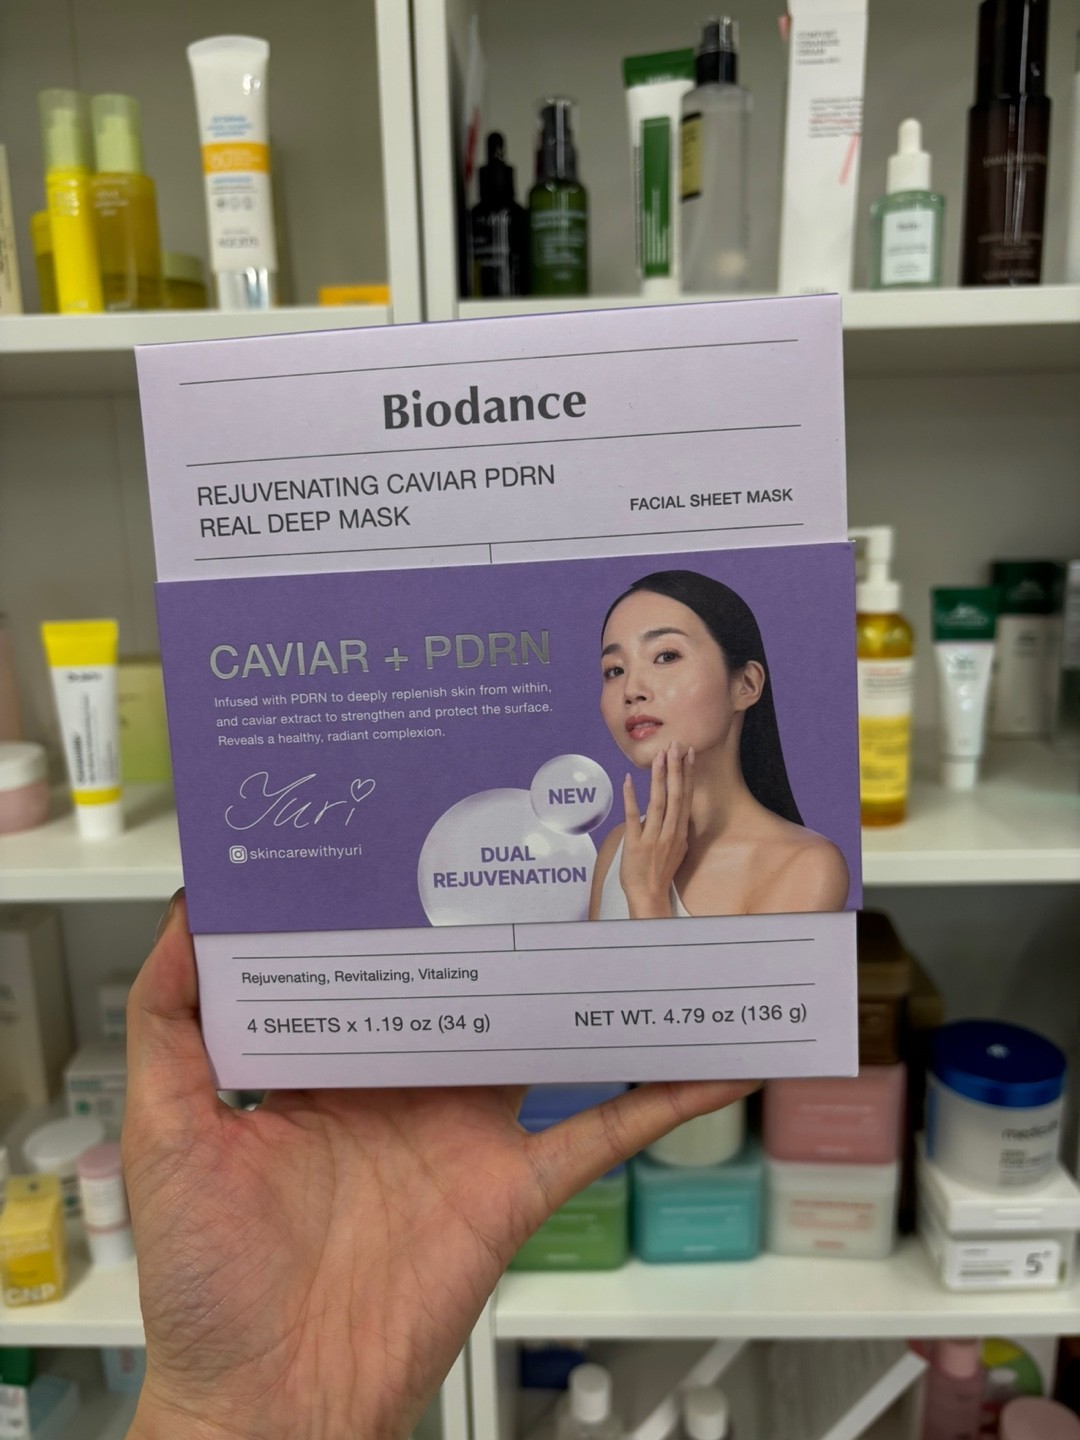 Biodance
REJUVENATING CAVIAR PDRN
REAL DEEP MASK
FACIAL SHEET MASK
CAVIAR + PDRN
Infused with PDRN to deeply replenish skin from within,
and caviar extract to strengthen and protect the surface.
Reveals a healthy, radiant complexion.
Yuri
skincarewithyuri
NEW
DUAL
REJUVENATION
Rejuvenating, Revitalizing, Vitalizing
4 SHEETS x 1.19 oz (34 g)
NET WT. 4.79 oz (136 g)
CNP